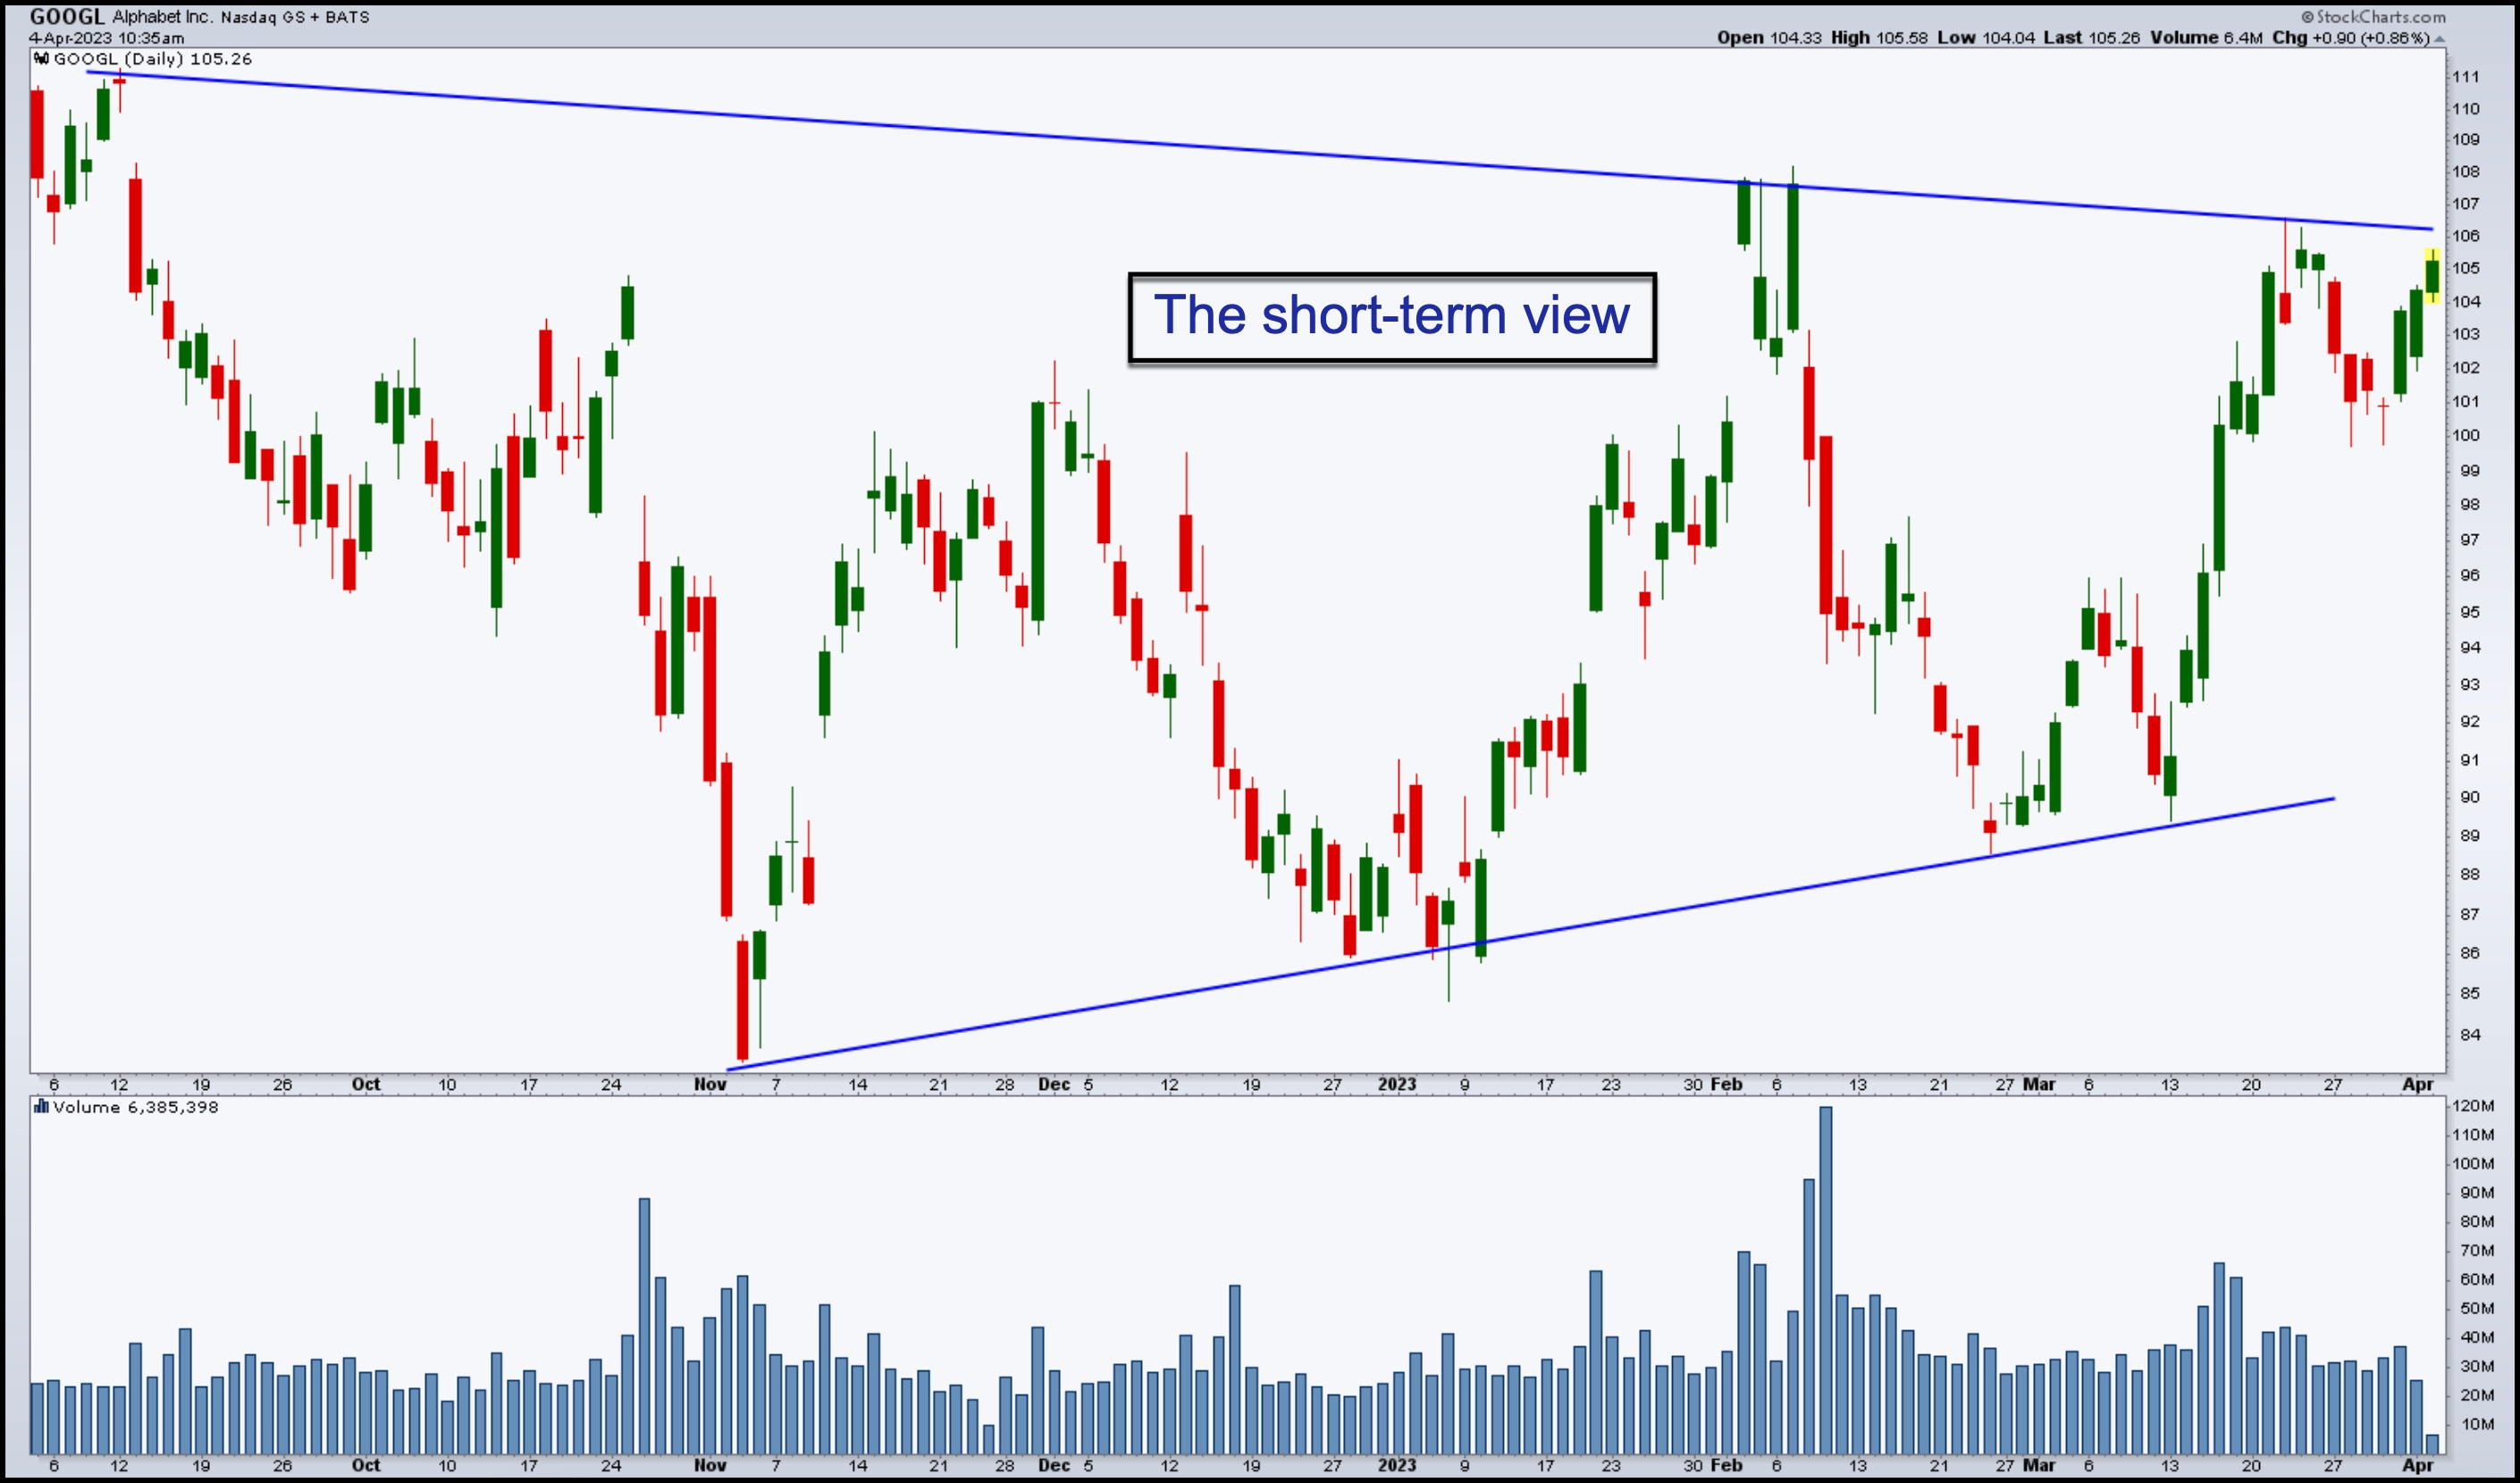 GOOGL Alphabet Inc. Nasdaq GS + BATS
© StockCharts.com
4-Apr-2023 10:35am
Open 104.33 High 105.58 Low 104.04 Last 105.26 Volume 6.4M Chg +0.90 (+0.86%)
GOOGL (Daily) 105.26
111
110
109
108
107
106
105
104
103
102
101
100
99
98
97
96
95
94
93
92
91
90
89
88
87
86
85
84
The short-term view
6 12 19 26 Oct 10 17 24 Nov 7 14 21 28 Dec 5 12 19 27 2023 9 17 23 30 Feb 6 13 21 27 Mar 6 13 20 27 Apr
Volume 6,385,398
120M
110M
100M
90M
80M
70M
60M
50M
40M
30M
20M
10M
6 12 19 26 Oct 10 17 24 Nov 7 14 21 28 Dec 5 12 19 27 2023 9 17 23 30 Feb 6 13 21 27 Mar 6 13 20 27 Apr